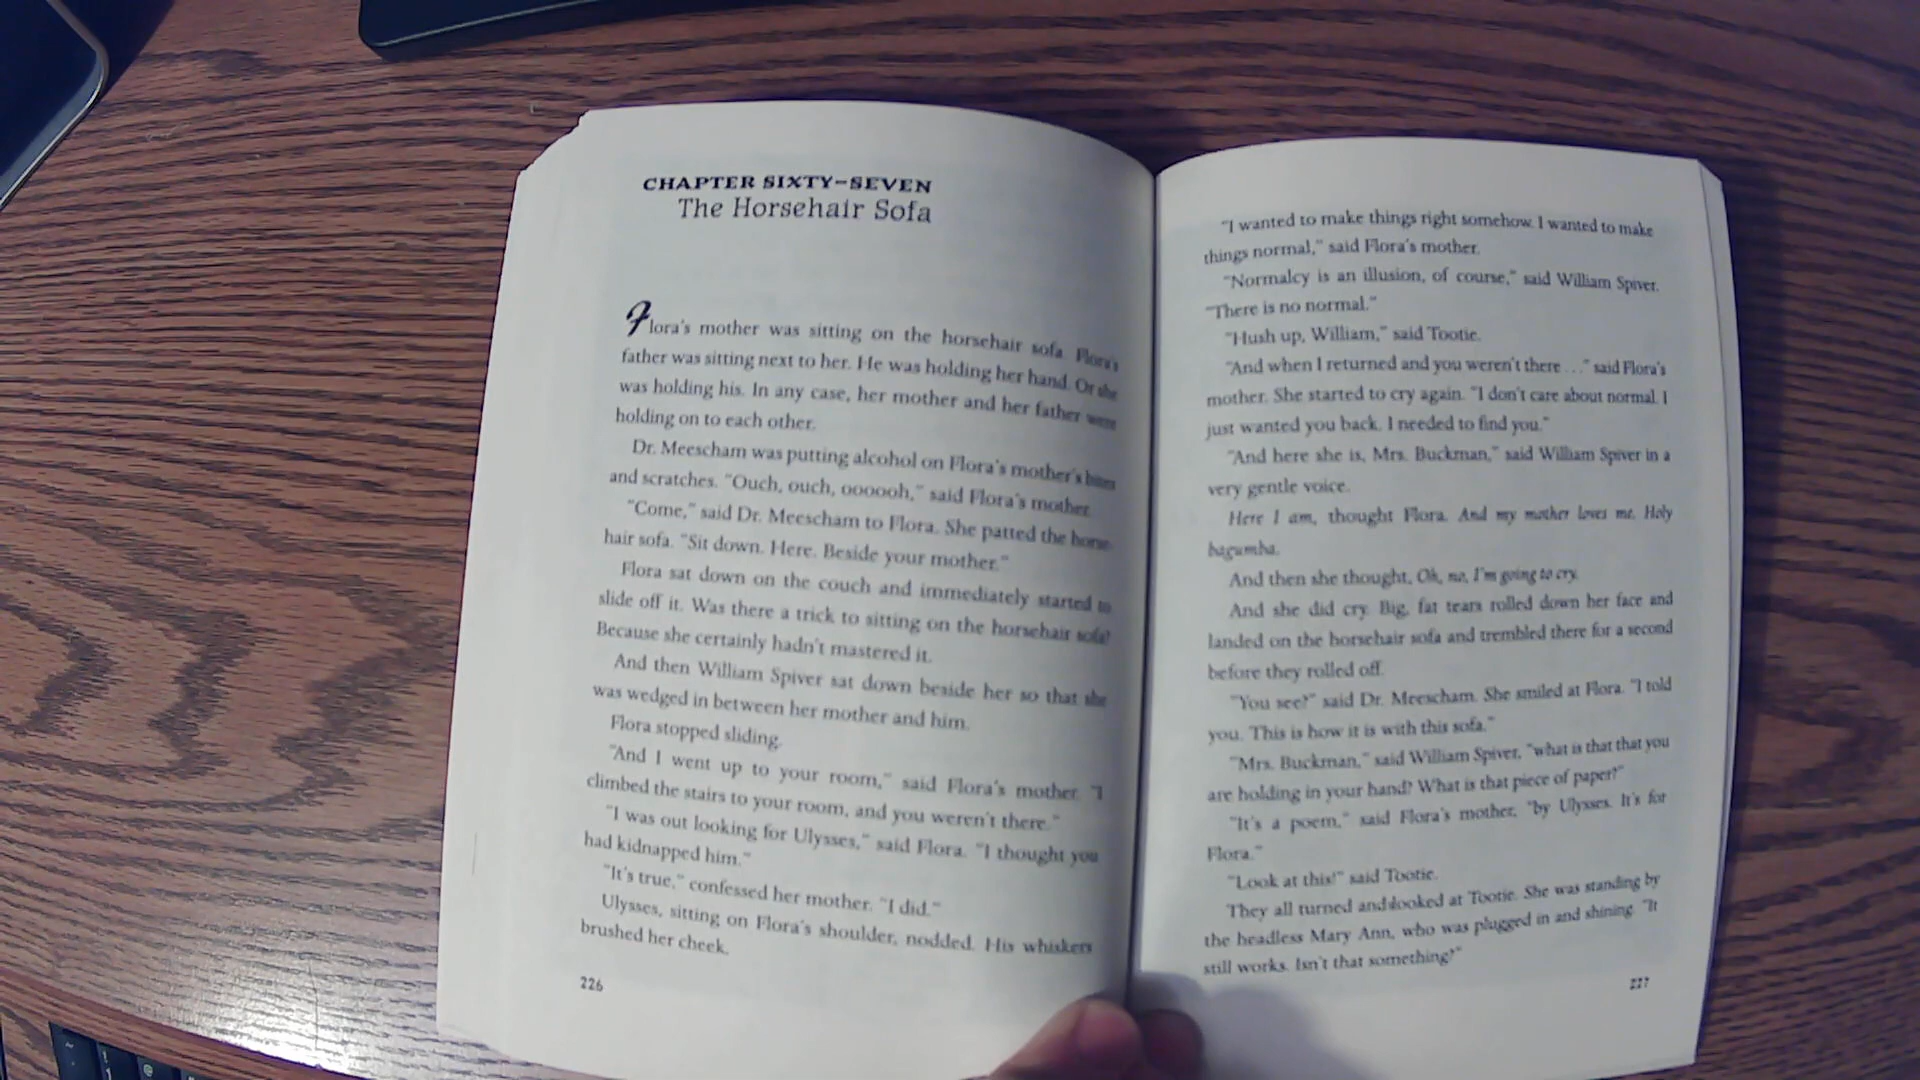 CHAPTER SIXTY-SEVEN
The Horsehair Sofa
Flora's mother was sitting on the horsehair sofa. Flora's
father was sitting next to her. He was holding her hand. Or she
was holding his. In any case, her mother and her father were
holding on to each other.
Dr. Meescham was putting alcohol on Flora's mother's bites
and scratches. "Ouch, ouch, oooooh," said Flora's mother.
"Come," said Dr. Meescham to Flora. She patted the horse-
hair sofa. "Sit down. Here. Beside your mother."
Flora sat down on the couch and immediately started to
slide off it. Was there a trick to sitting on the horsehair sofa?
Because she certainly hadn't mastered it.
And then William Spiver sat down beside her so that she
was wedged in between her mother and him.
Flora stopped sliding.
"And I went up to your room," said Flora's mother. "I
climbed the stairs to your room, and you weren't there."
"I was out looking for Ulysses," said Flora. "I thought you
had kidnapped him."
"It's true," confessed her mother. "I did."
Ulysses, sitting on Flora's shoulder, nodded. His whiskers
brushed her cheek.
226
"I wanted to make things right somehow. I wanted to make
things normal," said Flora's mother.
"Normalcy is an illusion, of course," said William Spiver.
"There is no normal."
"Hush up, William," said Tootie.
"And when I returned and you weren't there . . ." said Flora's
mother. She started to cry again. "I don't care about normal. I
just wanted you back. I needed to find you."
"And here she is, Mrs. Buckman," said William Spiver in a
very gentle voice.
Here I am, thought Flora. And my mother loves me. Holy
bagumba.
And then she thought, Oh, no, I'm going to cry.
And she did cry. Big, fat tears rolled down her face and
landed on the horsehair sofa and trembled there for a second
before they rolled off.
"You see?" said Dr. Meescham. She smiled at Flora. "I told
you. This is how it is with this sofa."
"Mrs. Buckman," said William Spiver, "what is that that you
are holding in your hand? What is that piece of paper?"
"It's a poem," said Flora's mother, "by Ulysses. It's for
Flora."
"Look at this!" said Tootie.
They all turned and looked at Tootie. She was standing by
the headless Mary Ann, who was plugged in and shining. "It
still works. Isn't that something?"
227